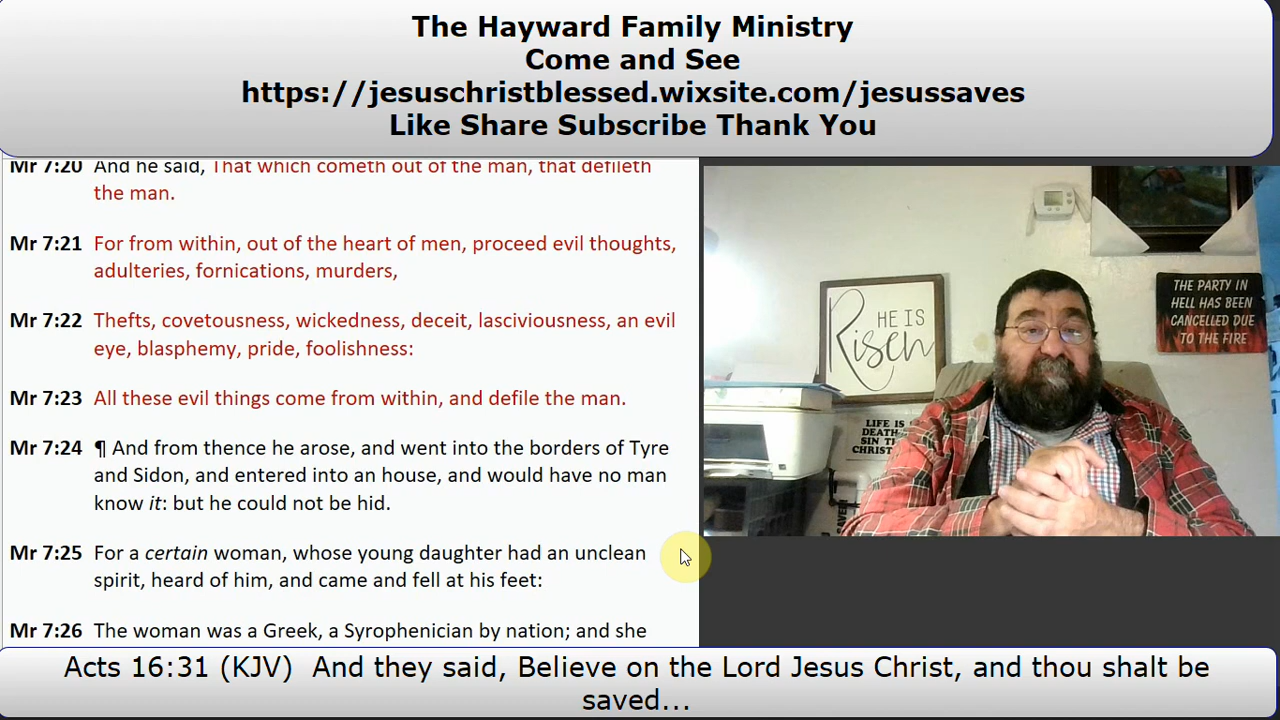 The Hayward Family Ministry
Come and See
https://jesuschristblessed.wixsite.com/jesussaves
Like Share Subscribe Thank You
Mr 7:20 And he said, That which cometh out of the man, that defileth
the man.
Mr 7:21 For from within, out of the heart of men, proceed evil thoughts,
adulteries, fornications, murders,
Mr 7:22 Thefts, covetousness, wickedness, deceit, lasciviousness, an evil
eye, blasphemy, pride, foolishness:
Mr 7:23 All these evil things come from within, and defile the man.
Mr 7:24 ¶ And from thence he arose, and went into the borders of Tyre
and Sidon, and entered into an house, and would have no man
know it: but he could not be hid.
Mr 7:25 For a certain woman, whose young daughter had an unclean
spirit, heard of him, and came and fell at his feet:
Mr 7:26 The woman was a Greek, a Syrophenician by nation; and she
HE IS
Risen
THE PARTY IN
HELL HAS BEEN
CANCELLED DUE
TO THE FIRE
LIFE IS
DEATH
SIN
CHRIST
Acts 16:31 (KJV) And they said, Believe on the Lord Jesus Christ, and thou shalt be
saved...